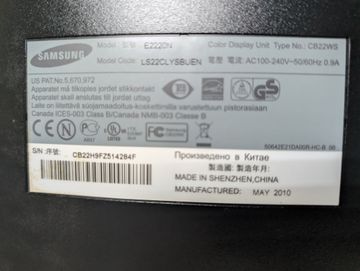 SAMSUNG
Model : E2220N
Color Display Unit Type No.: CB22WS
Model Code: LS22CLYSBUEN
電壓 電流: AC100-240V~50/60Hz 0.9A
US PAT.No.5,670,972
Apparatet må tilkoples jordet stikkontakt
Apparaten skall anslutas till jordat uttag
Laite on liitettävä suojamaadoitus-koskettimilla varustettuun pistorasiaan
Canada ICES-003 Class B/Canada NMB-003 Classe B
50642E21DA00R-HC-B
S/N :序號:
CB22H9FZ514284F
Произведено в Китае
製造國: 製造年月:
MADE IN SHENZHEN,CHINA
MANUFACTURED: MAY 2010